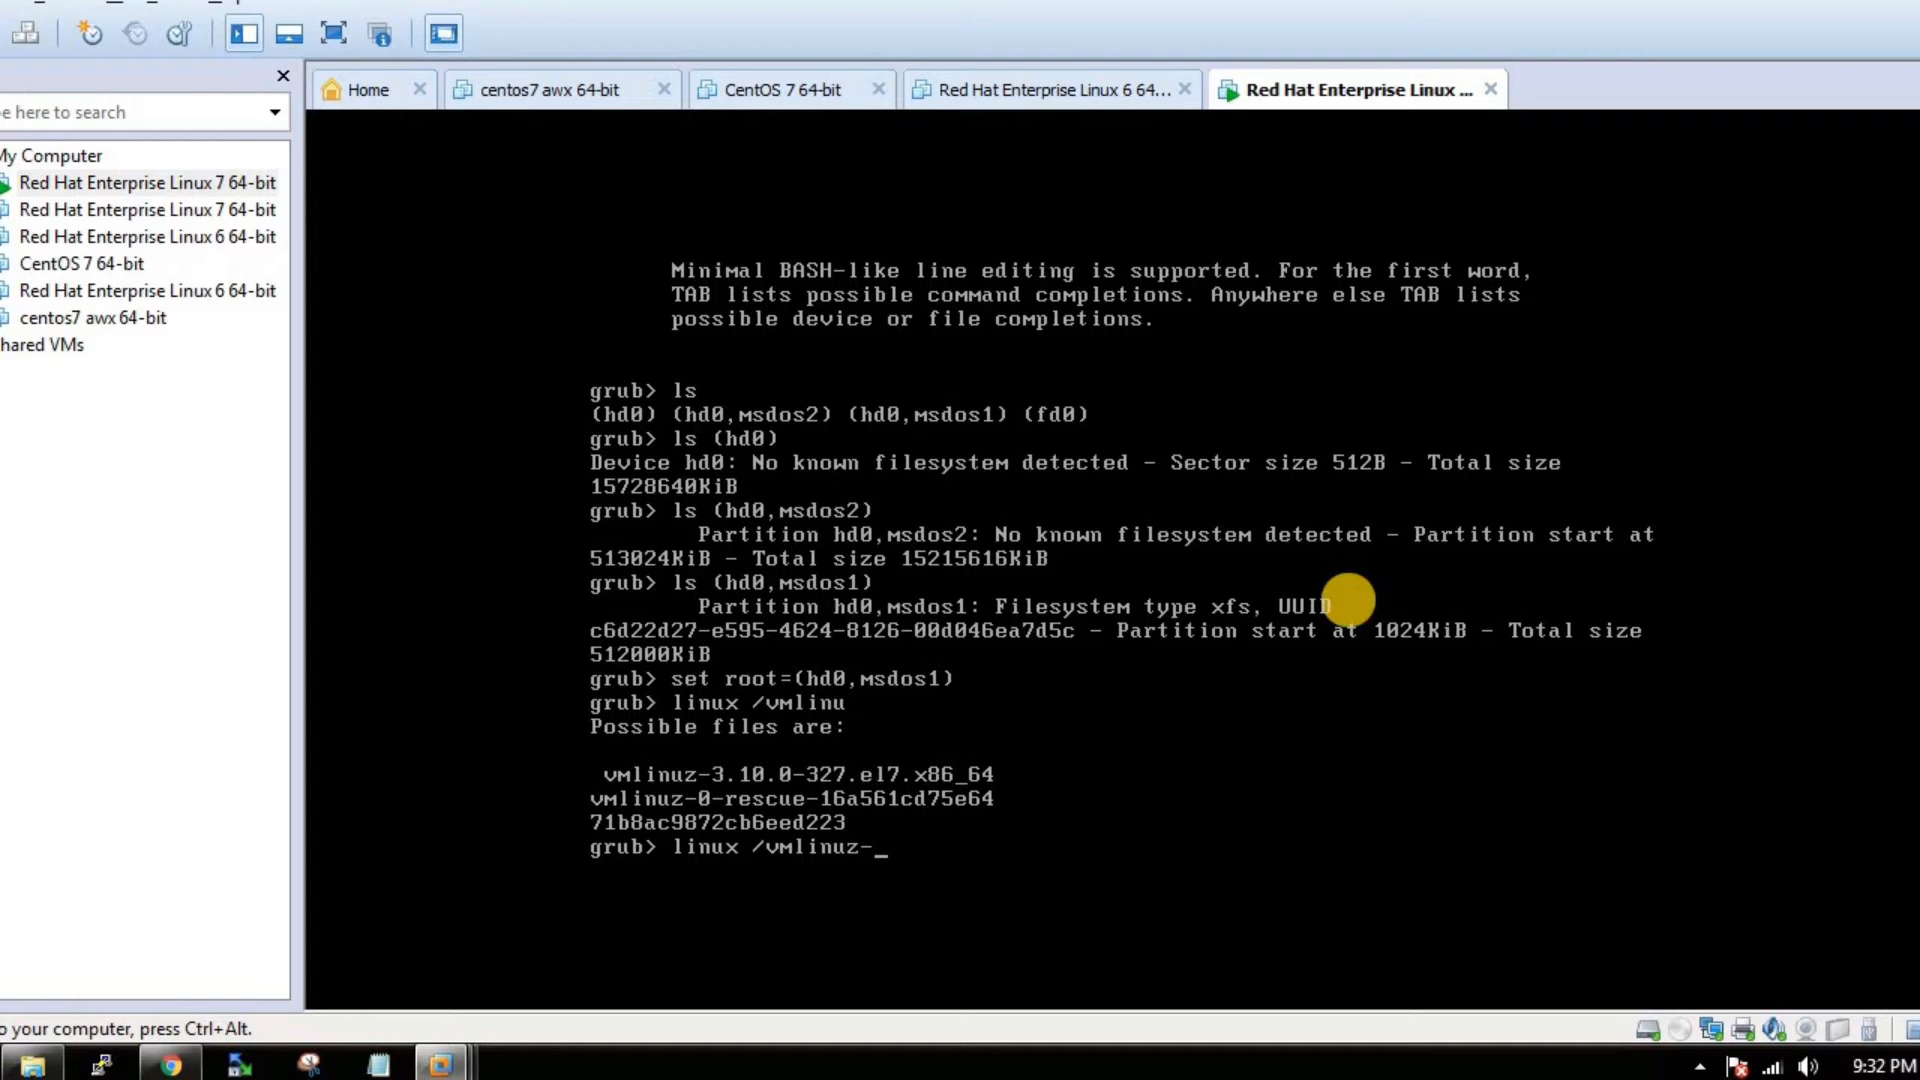 Home
centos7 awx 64-bit
CentOS 7 64-bit
Red Hat Enterprise Linux 6 64...
Red Hat Enterprise Linux ...
e here to search
My Computer
Red Hat Enterprise Linux 7 64-bit
Red Hat Enterprise Linux 7 64-bit
Red Hat Enterprise Linux 6 64-bit
CentOS 7 64-bit
Red Hat Enterprise Linux 6 64-bit
centos7 awx 64-bit
hared VMs
Minimal BASH-like line editing is supported. For the first word,
TAB lists possible command completions. Anywhere else TAB lists
possible device or file completions.
grub> ls
(hd0) (hd0,msdos2) (hd0,msdos1) (fd0)
grub> ls (hd0)
Device hd0: No known filesystem detected - Sector size 512B - Total size
15728640KiB
grub> ls (hd0,msdos2)
Partition hd0,msdos2: No known filesystem detected - Partition start at
513024KiB - Total size 15215616KiB
grub> ls (hd0,msdos1)
Partition hd0,msdos1: Filesystem type xfs, UUID
c6d22d27-e595-4624-8126-00d046ea7d5c - Partition start at 1024KiB - Total size
512000KiB
grub> set root=(hd0,msdos1)
grub> linux /vmlinu
Possible files are:
vmlinuz-3.10.0-327.el7.x86_64
vmlinuz-0-rescue-16a561cd75e64
71b8ac9872cb6eed223
grub> linux /vmlinuz-_
o your computer, press Ctrl+Alt.
9:32 PM